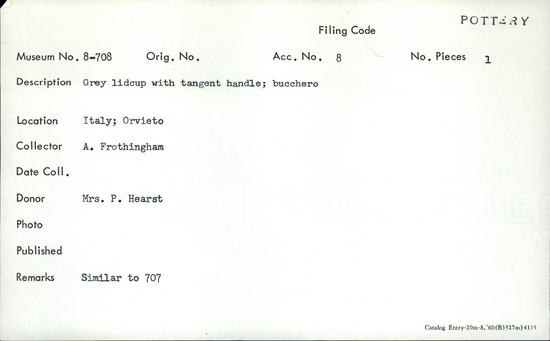 POTTERY
Filing Code
Museum No. 8-708 Orig. No. Acc. No. 8 No. Pieces 1
Description Grey lidcup with tangent handle; bucchero
Location Italy; Orvieto
Collector A. Frothingham
Date Coll.
Donor Mrs. P. Hearst
Photo
Published
Remarks Similar to 707
Catalog Entry-20m-8,'60(B3527m)4135